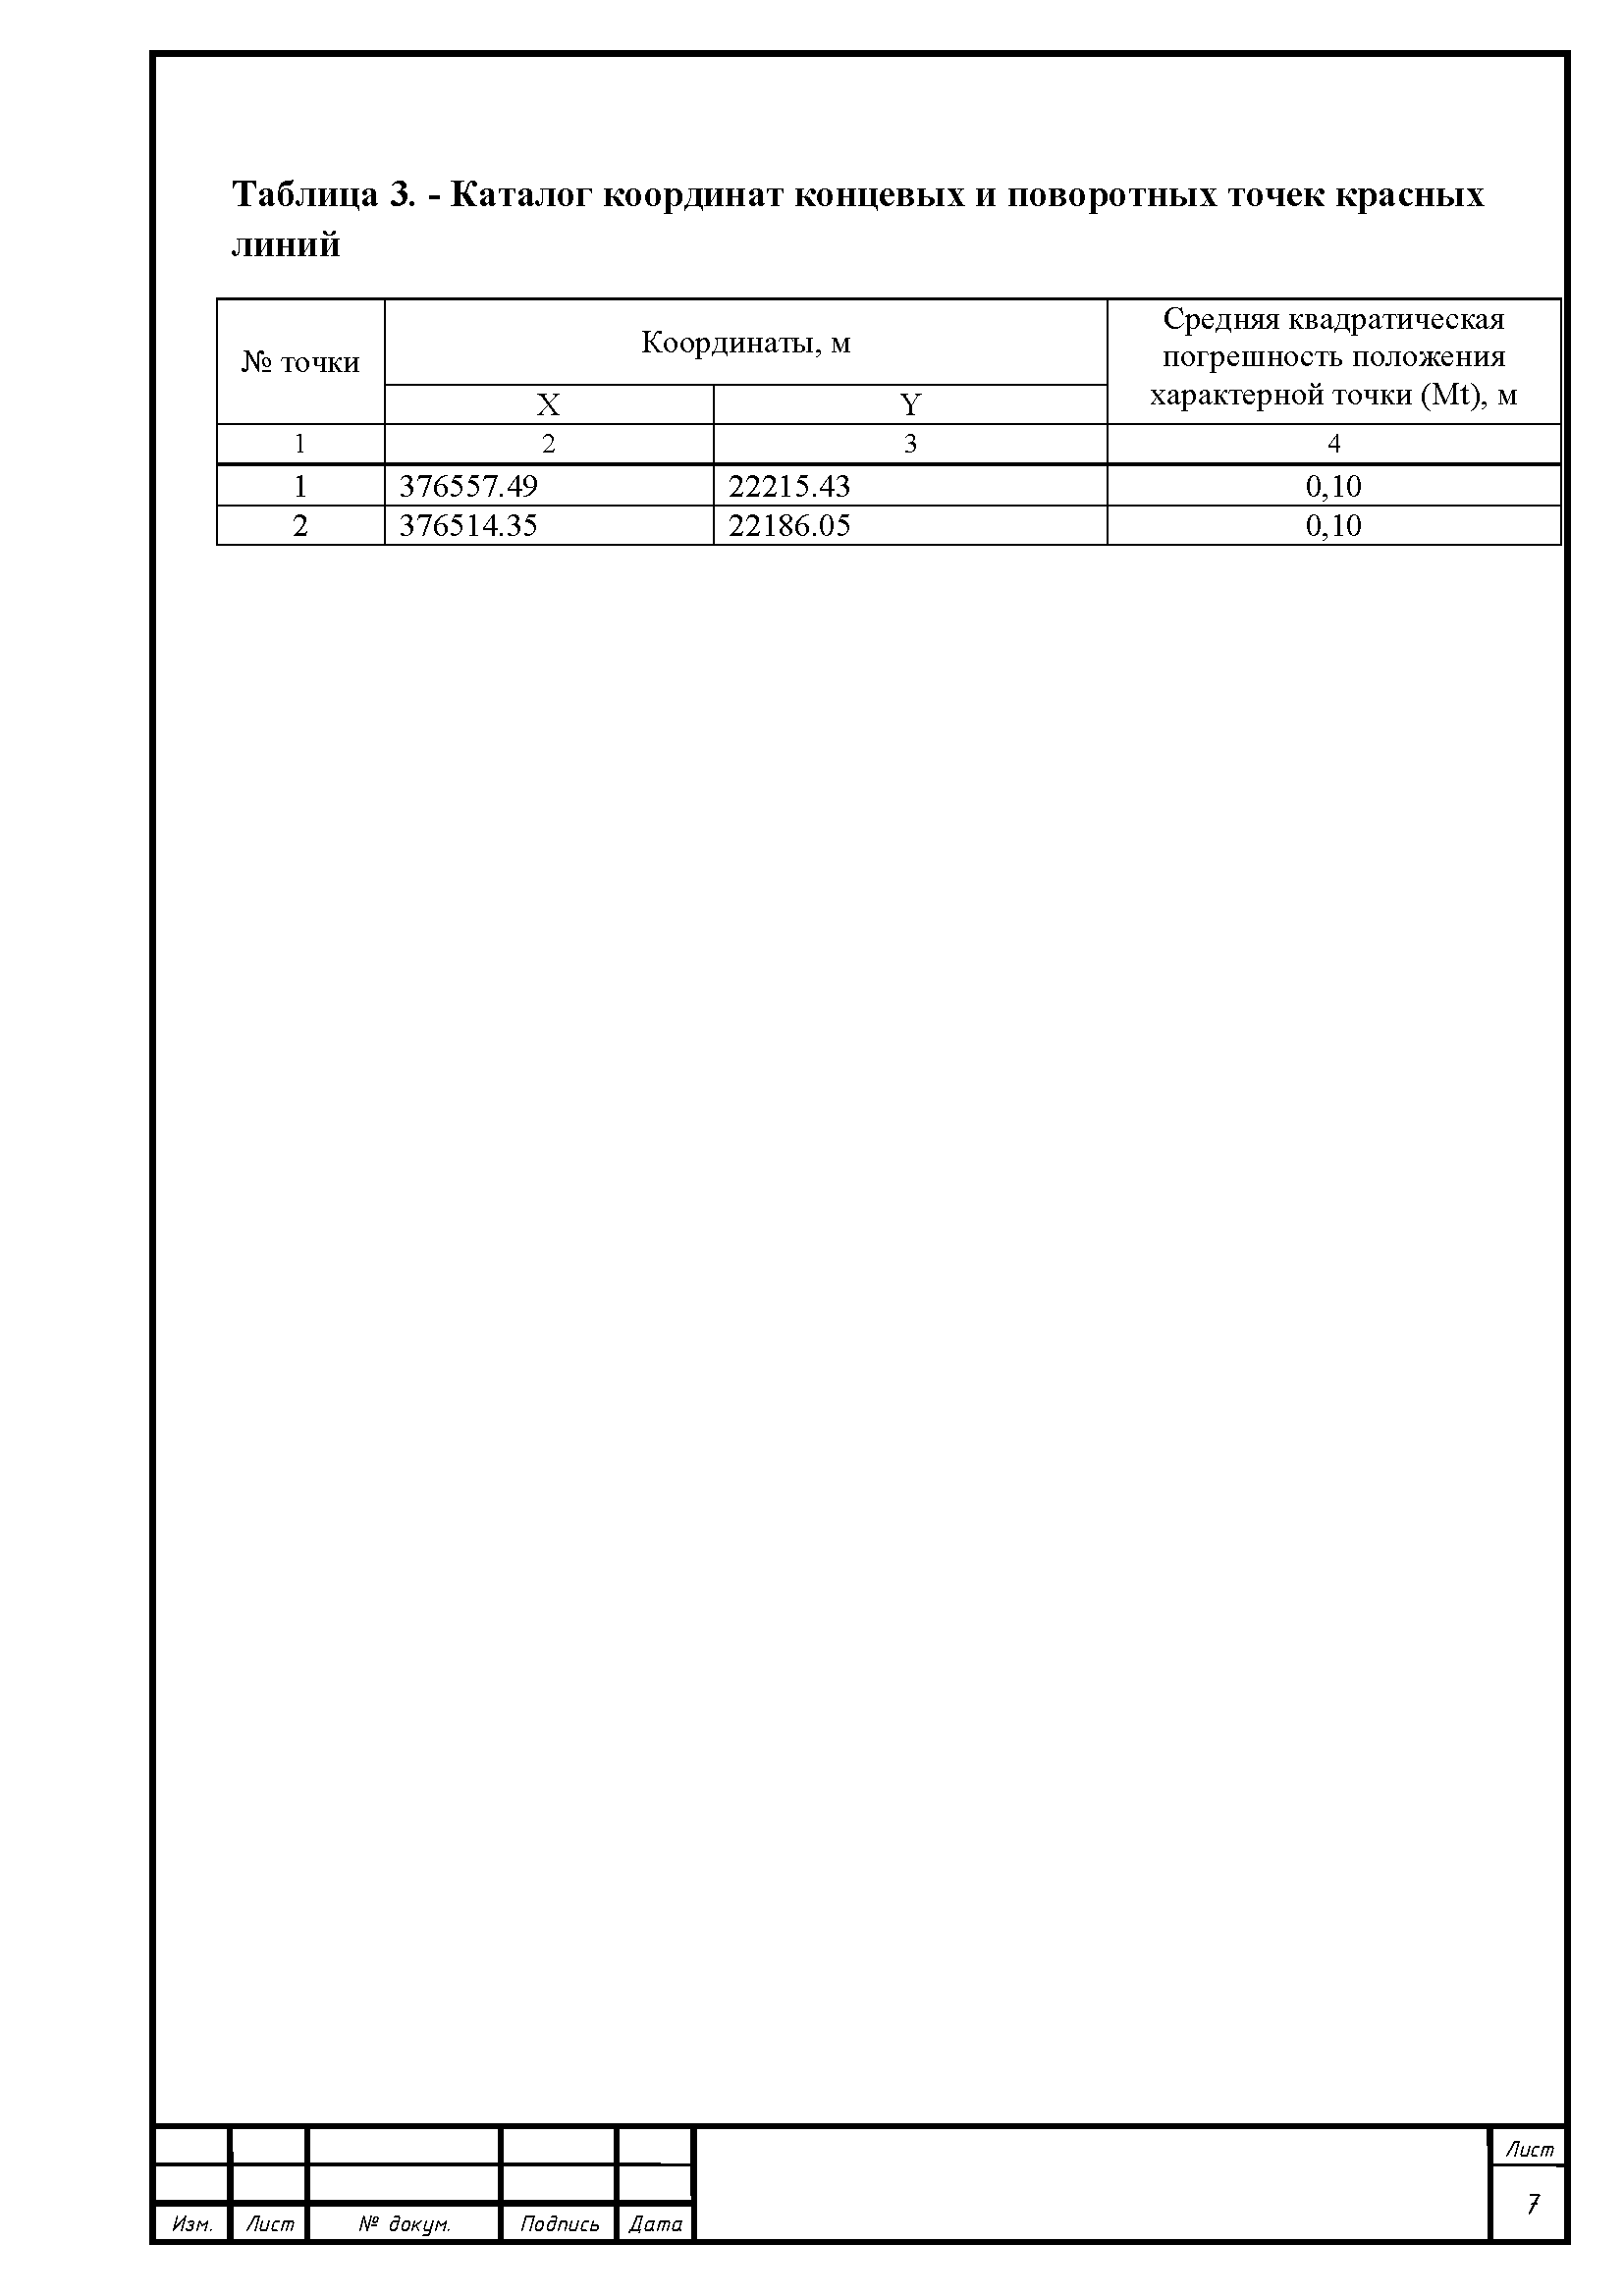 Таблица 3. - Каталог координат концевых и поворотных точек красных
линий
№ точки
Координаты, м
Средняя квадратическая
погрешность положения
характерной точки (Mt), м
X Y
1 2 3 4
1 376557.49 22215.43 0,10
2 376514.35 22186.05 0,10
Лист
7
Изм. Лист № докум. Подпись Дата